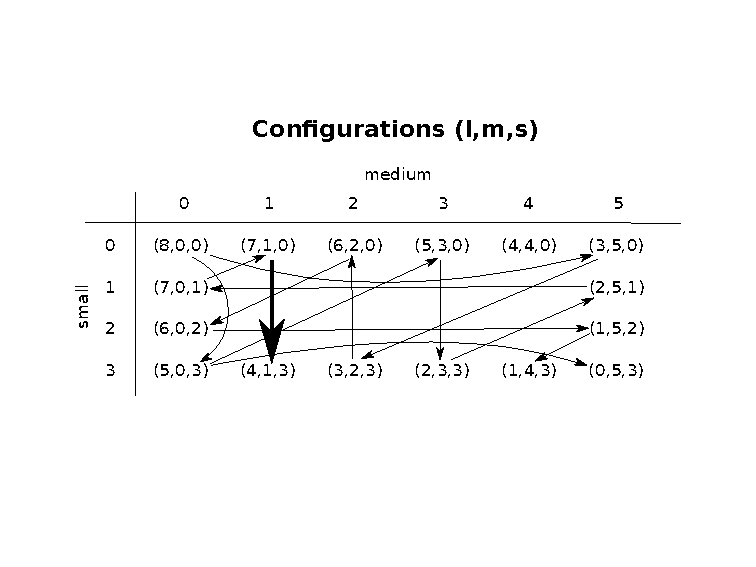 Configurations (l,m,s)
medium
0 1 2 3 4 5
small
0 (8,0,0) (7,1,0) (6,2,0) (5,3,0) (4,4,0) (3,5,0)
1 (7,0,1) (2,5,1)
2 (6,0,2) (1,5,2)
3 (5,0,3) (4,1,3) (3,2,3) (2,3,3) (1,4,3) (0,5,3)